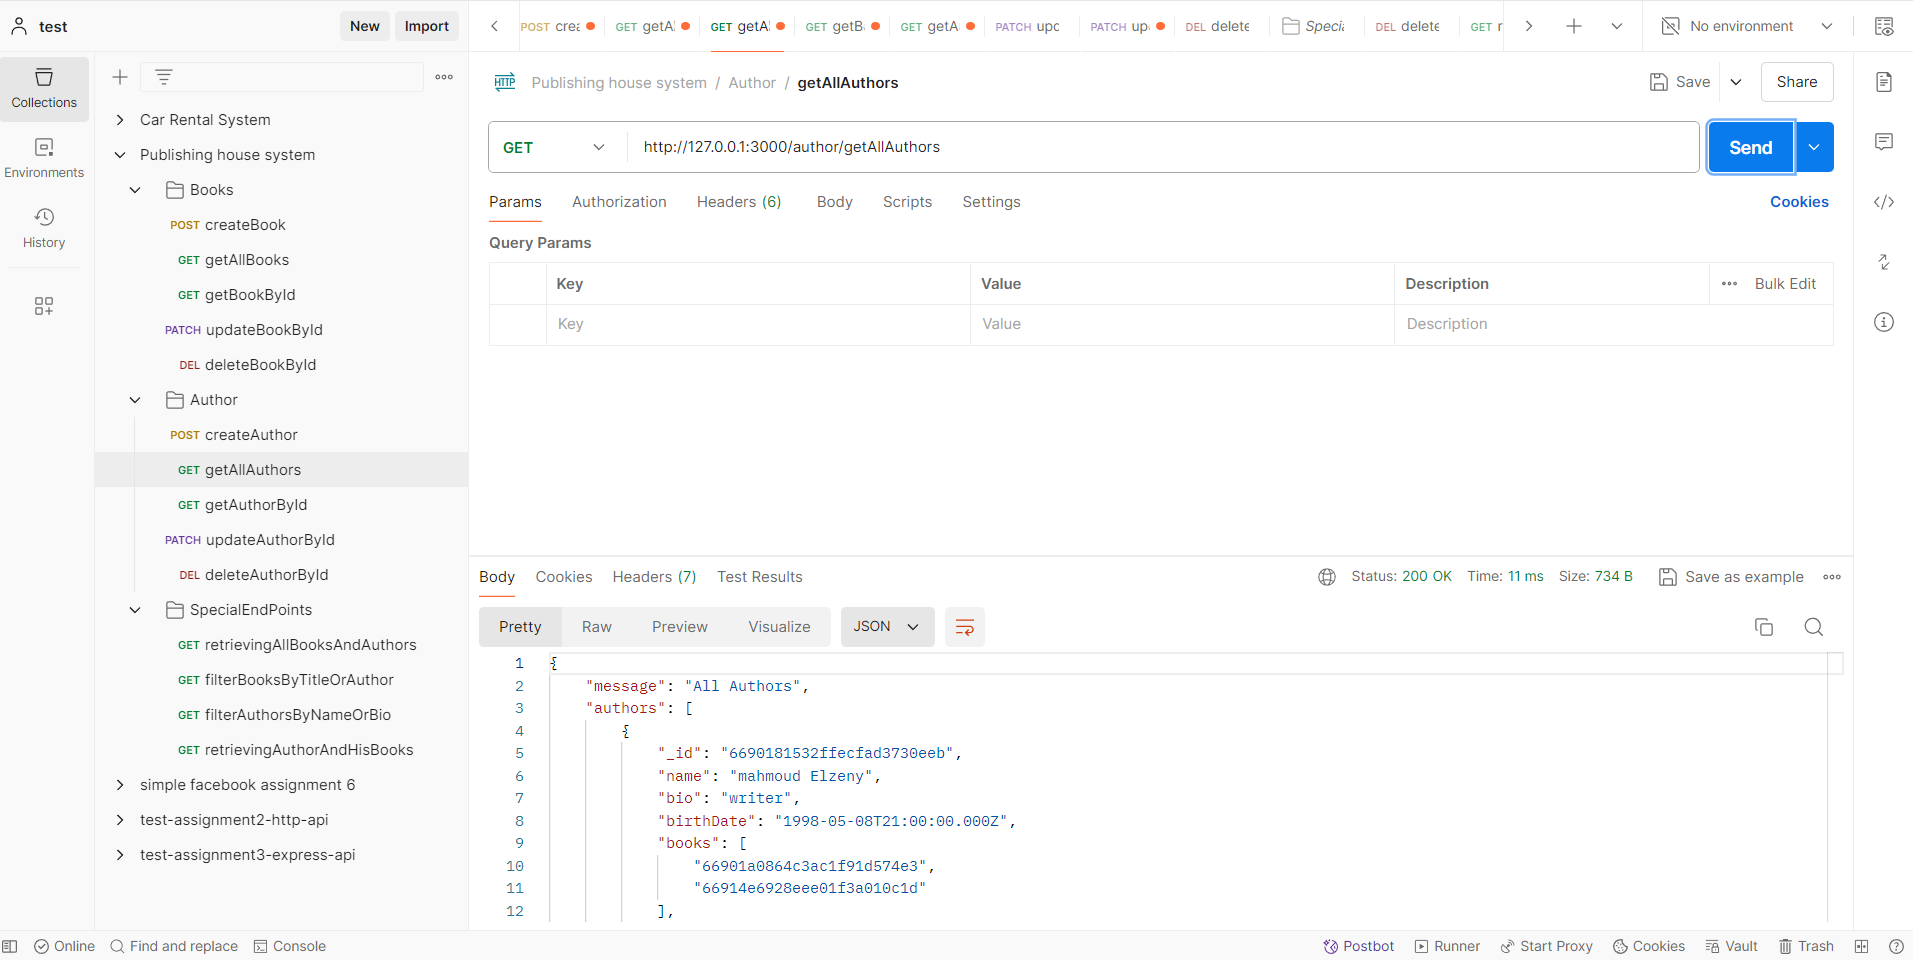 test
New
Import
POST cre
GET getA
GET getA
GET getB
GET getA
PATCH upc
PATCH up
DEL delete
Specia
DEL delete
GET r
No environment
Collections
Environments
History
Car Rental System
Publishing house system
Books
POST createBook
GET getAllBooks
GET getBookById
PATCH updateBookById
DEL deleteBookById
Author
POST createAuthor
GET getAllAuthors
GET getAuthorById
PATCH updateAuthorById
DEL deleteAuthorById
SpecialEndPoints
GET retrievingAllBooksAndAuthors
GET filterBooksByTitleOrAuthor
GET filterAuthorsByNameOrBio
GET retrievingAuthorAndHisBooks
simple facebook assignment 6
test-assignment2-http-api
test-assignment3-express-api
HTTP Publishing house system / Author / getAllAuthors
Save
Share
GET http://127.0.0.1:3000/author/getAllAuthors
Send
Params Authorization Headers (6) Body Scripts Settings Cookies
Query Params
Key Value Description Bulk Edit
Key Value Description
Body Cookies Headers (7) Test Results Status: 200 OK Time: 11 ms Size: 734 B Save as example
Pretty Raw Preview Visualize JSON
1 {
2 "message": "All Authors",
3 "authors": [
4 {
5 "_id": "6690181532ffecfad3730eeb",
6 "name": "mahmoud Elzeny",
7 "bio": "writer",
8 "birthDate": "1998-05-08T21:00:00.000Z",
9 "books": [
10 "66901a0864c3ac1f91d574e3",
11 "66914e6928eee01f3a010c1d"
12 ],
Online Find and replace Console Postbot Runner Start Proxy Cookies Vault Trash